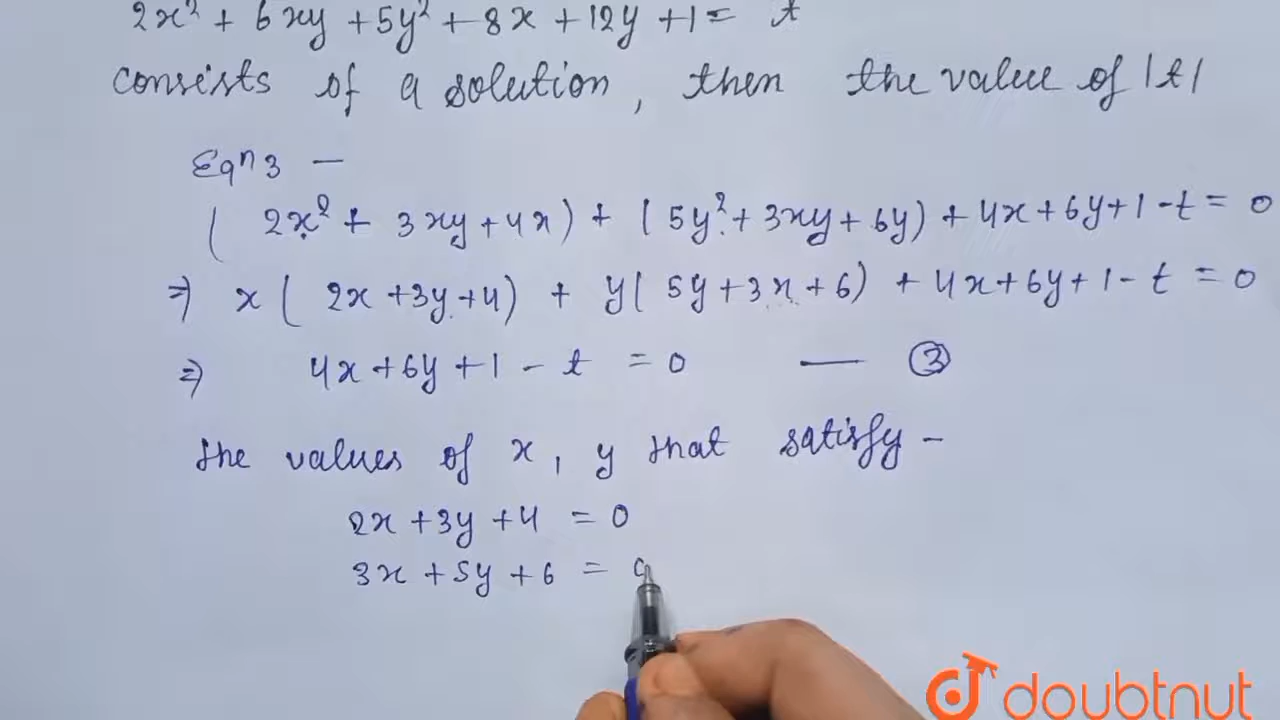 2x² + 6xy + 5y² + 8x + 12y + 1 = t
consists of a solution, then the value of |t|
Eqⁿ 3 —
(2x² + 3xy + 4x) + (5y² + 3xy + 6y) + 4x + 6y + 1 - t = 0
⇒ x(2x + 3y + 4) + y(5y + 3x + 6) + 4x + 6y + 1 - t = 0
⇒ 4x + 6y + 1 - t = 0 — ③
the values of x, y that satisfy -
2x + 3y + 4 = 0
3x + 5y + 6 = 0
doubtnut